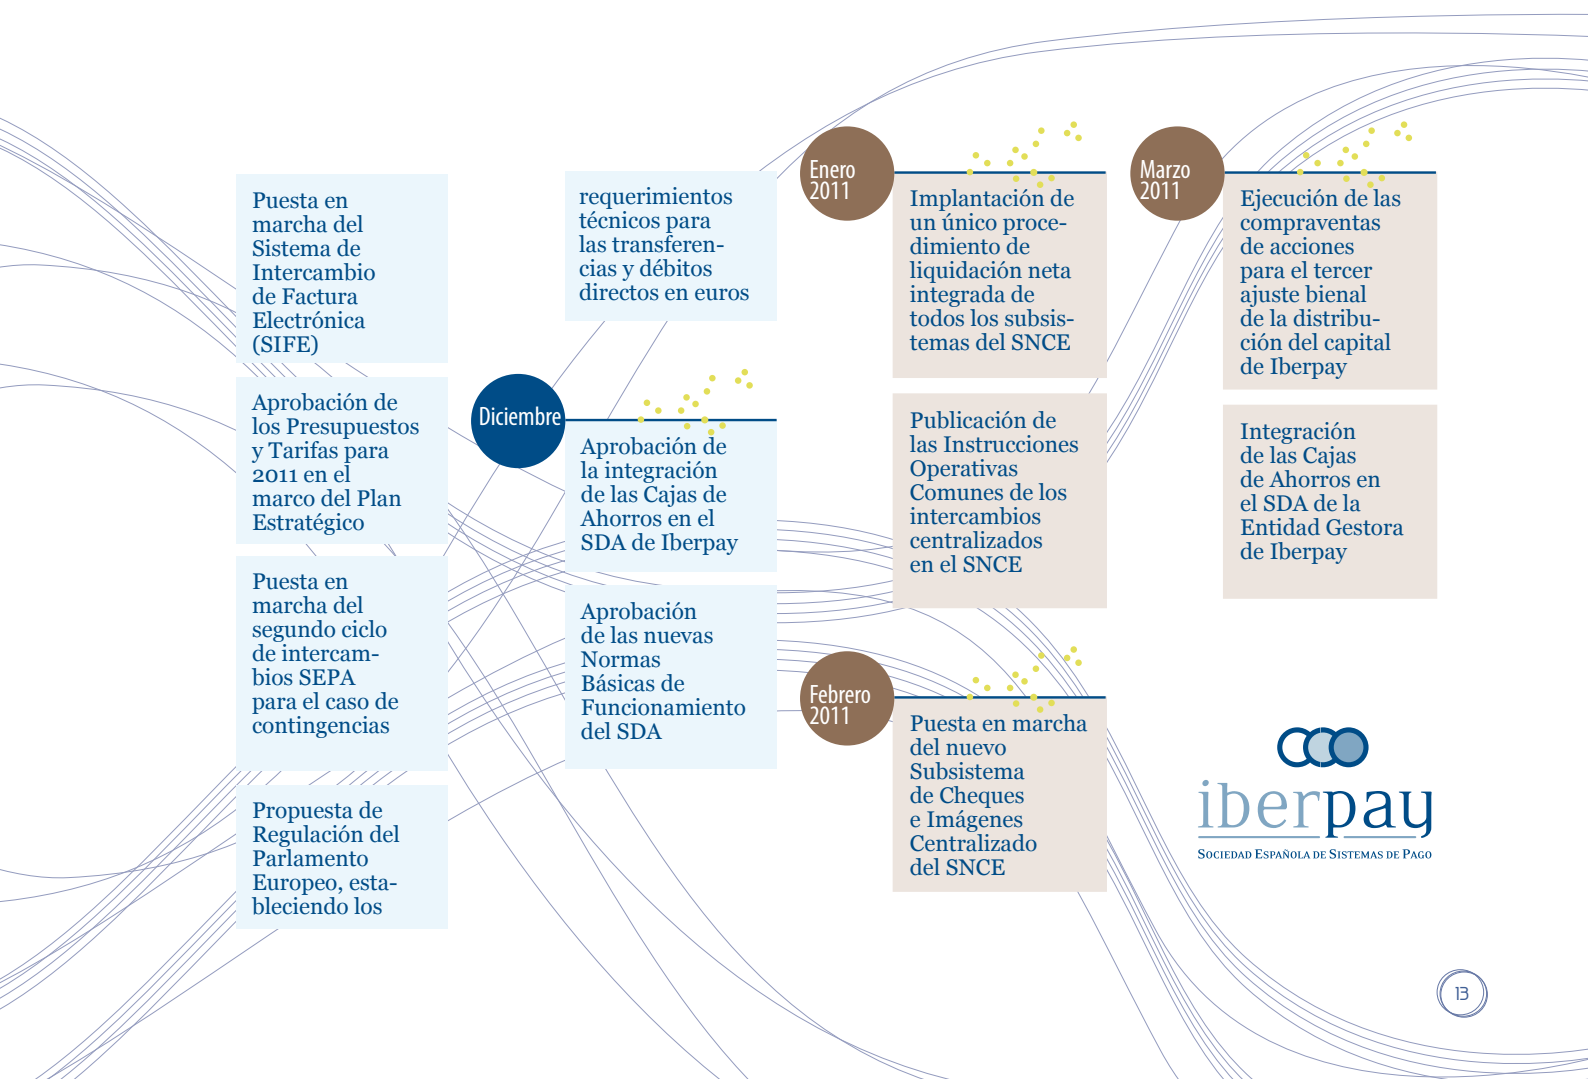 Puesta en
marcha del
Sistema de
Intercambio
de Factura
Electrónica
(SIFE)
Aprobación de
los Presupuestos
y Tarifas para
2011 en el
marco del Plan
Estratégico
Puesta en
marcha del
segundo ciclo
de intercam-
bios SEPA
para el caso de
contingencias
Propuesta de
Regulación del
Parlamento
Europeo, esta-
bleciendo los
requerimientos
técnicos para
las transferen-
cias y débitos
directos en euros
Diciembre
Aprobación de
la integración
de las Cajas de
Ahorros en el
SDA de Iberpay
Aprobación
de las nuevas
Normas
Básicas de
Funcionamiento
del SDA
Enero
2011
Implantación de
un único proce-
dimiento de
liquidación neta
integrada de
todos los subsis-
temas del SNCE
Publicación de
las Instrucciones
Operativas
Comunes de los
intercambios
centralizados
en el SNCE
Febrero
2011
Puesta en marcha
del nuevo
Subsistema
de Cheques
e Imágenes
Centralizado
del SNCE
Marzo
2011
Ejecución de las
compraventas
de acciones
para el tercer
ajuste bienal
de la distribu-
ción del capital
de Iberpay
Integración
de las Cajas
de Ahorros en
el SDA de la
Entidad Gestora
de Iberpay
iberpay
Sociedad Española de Sistemas de Pago
13